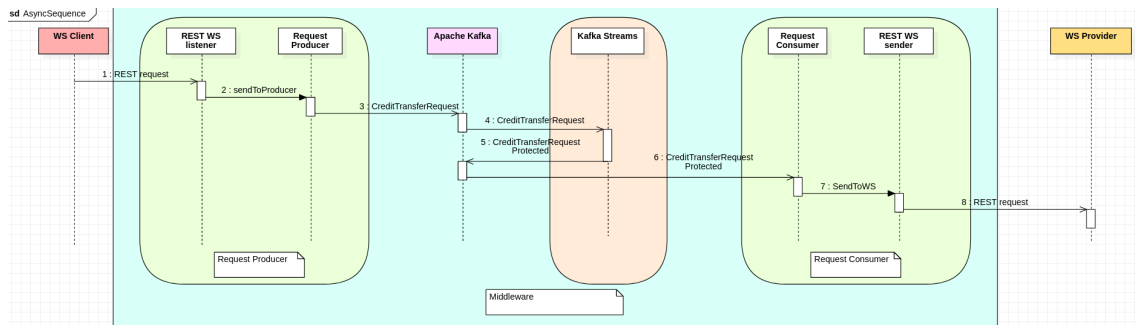 sd AsyncSequence
WS Client
REST WS
listener
Request
Producer
Apache Kafka
Kafka Streams
Request
Consumer
REST WS
sender
WS Provider
1 : REST request
2 : sendToProducer
3 : CreditTransferRequest
4 : CreditTransferRequest
5 : CreditTransferRequest
Protected
6 : CreditTransferRequest
Protected
7 : SendToWS
8 : REST request
Request Producer
Request Consumer
Middleware